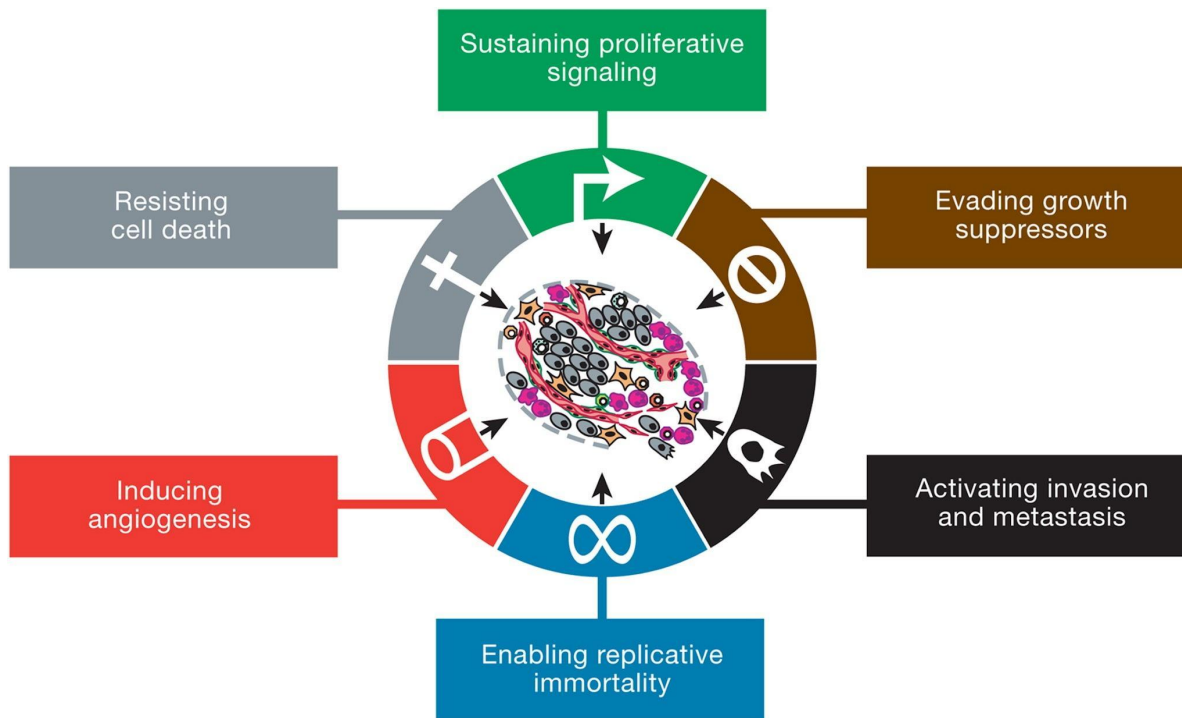 Sustaining proliferative
signaling
Resisting
cell death
Evading growth
suppressors
Inducing
angiogenesis
Activating invasion
and metastasis
Enabling replicative
immortality